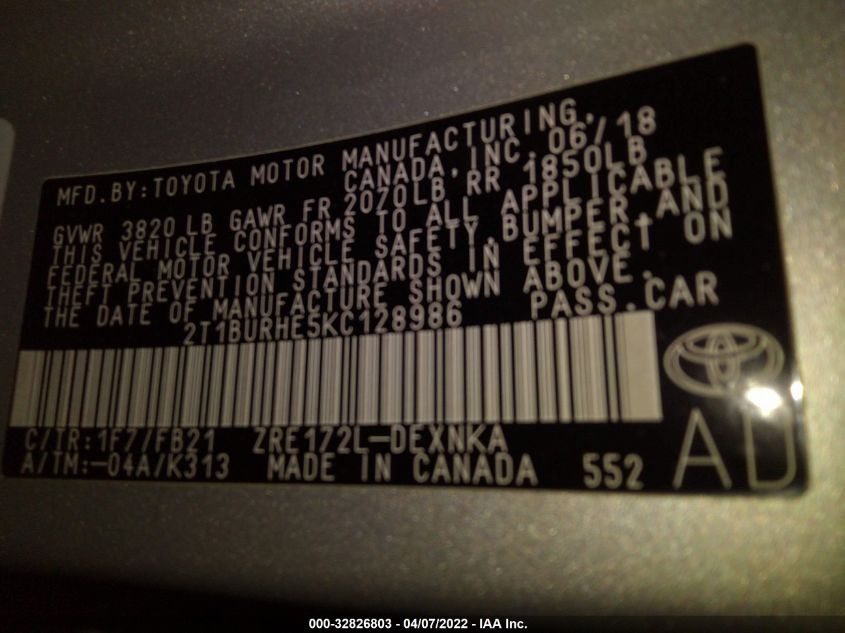 MFD.BY:TOYOTA MOTOR MANUFACTURING,
CANADA,INC. 06/18
GVWR 3820 LB GAWR FR 2070LB,RR 1850LB
THIS VEHICLE CONFORMS TO ALL APPLICABLE
FEDERAL MOTOR VEHICLE SAFETY,BUMPER,AND
THEFT PREVENTION STANDARDS IN EFFECT ON
THE DATE OF MANUFACTURE SHOWN ABOVE.
2T1BURHE5KC128986 PASS.CAR
C/TR:1F7/FB21 ZRE172L-DEXNKA
A/TM:-04A/K313 MADE IN CANADA 552
AD
000-32826803 - 04/07/2022 - IAA Inc.